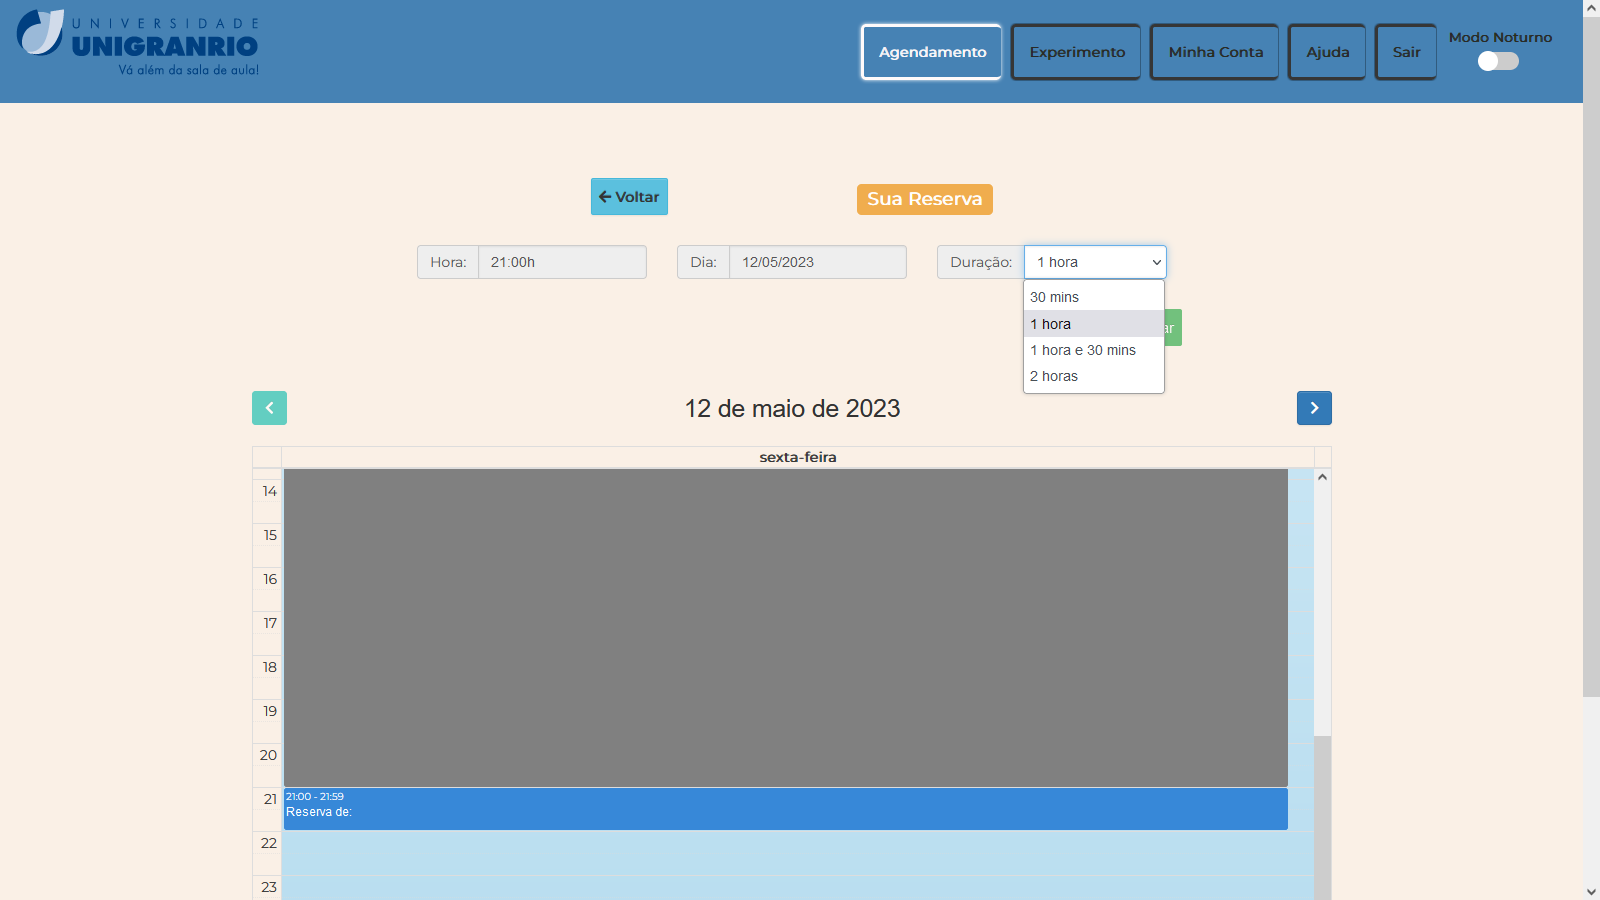 UNIVERSIDADE
UNIGRANRIO
Vá além da sala de aula!
Agendamento
Experimento
Minha Conta
Ajuda
Sair
Modo Noturno
Voltar
Sua Reserva
Hora:
21:00h
Dia:
12/05/2023
Duração:
1 hora
30 mins
1 hora
1 hora e 30 mins
2 horas
ar
12 de maio de 2023
sexta-feira
14
15
16
17
18
19
20
21
21:00 - 21:59
Reserva de:
22
23